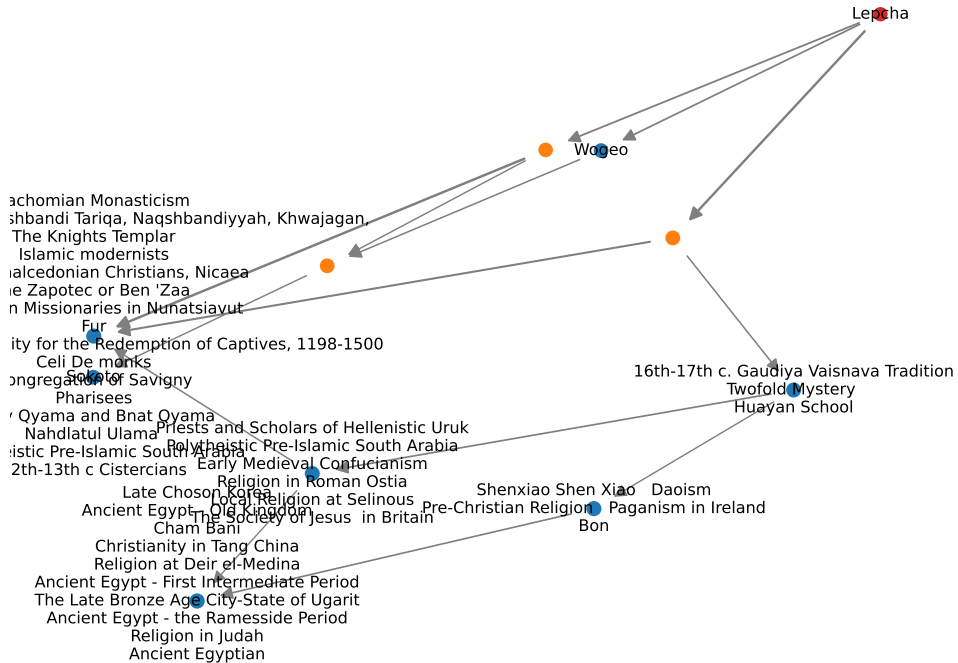 Lepcha
Wogeo
achomian Monasticism
shbandi Tariqa, Naqshbandiyyah, Khwajagan,
The Knights Templar
Islamic modernists
alcedonian Christians, Nicaea
e Zapotec or Ben 'Zaa
n Missionaries in Nunatsiavut
Fur
ity for the Redemption of Captives, 1198-1500
Celi De monks
Sokoto
ongregation of Savigny
Pharisees
y Qyama and Bnat Qyama
Nahdlatul Ulama
eistic Pre-Islamic South Arabia
2th-13th c Cistercians
16th-17th c. Gaudiya Vaisnava Tradition
Twofold Mystery
Huayan School
Priests and Scholars of Hellenistic Uruk
Polytheistic Pre-Islamic South Arabia
Early Medieval Confucianism
Religion in Roman Ostia
Local Religion at Selinous
The Society of Jesus in Britain
Shenxiao Shen Xiao Daoism
Pre-Christian Religion Paganism in Ireland
Bon
Late Choson Korea
Ancient Egypt - Old Kingdom
Cham Bani
Christianity in Tang China
Religion at Deir el-Medina
Ancient Egypt - First Intermediate Period
The Late Bronze Age City-State of Ugarit
Ancient Egypt - the Ramesside Period
Religion in Judah
Ancient Egyptian